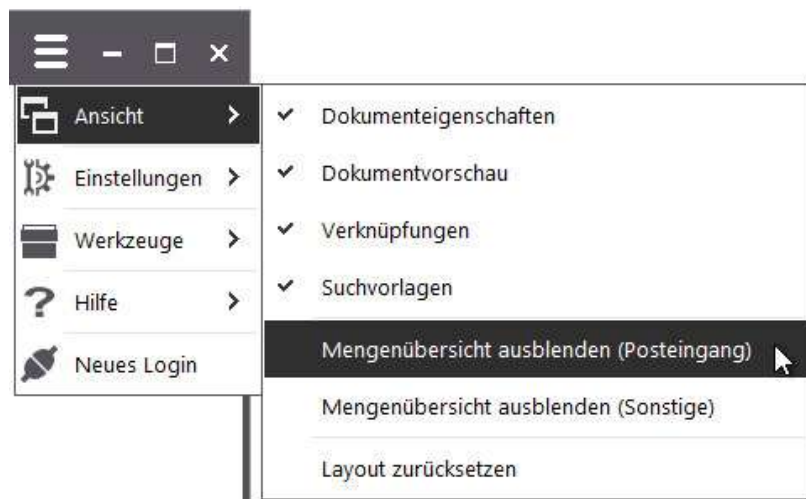 Ansicht
Einstellungen
Werkzeuge
Hilfe
Neues Login
Dokumenteigenschaften
Dokumentvorschau
Verknüpfungen
Suchvorlagen
Mengenübersicht ausblenden (Posteingang)
Mengenübersicht ausblenden (Sonstige)
Layout zurücksetzen